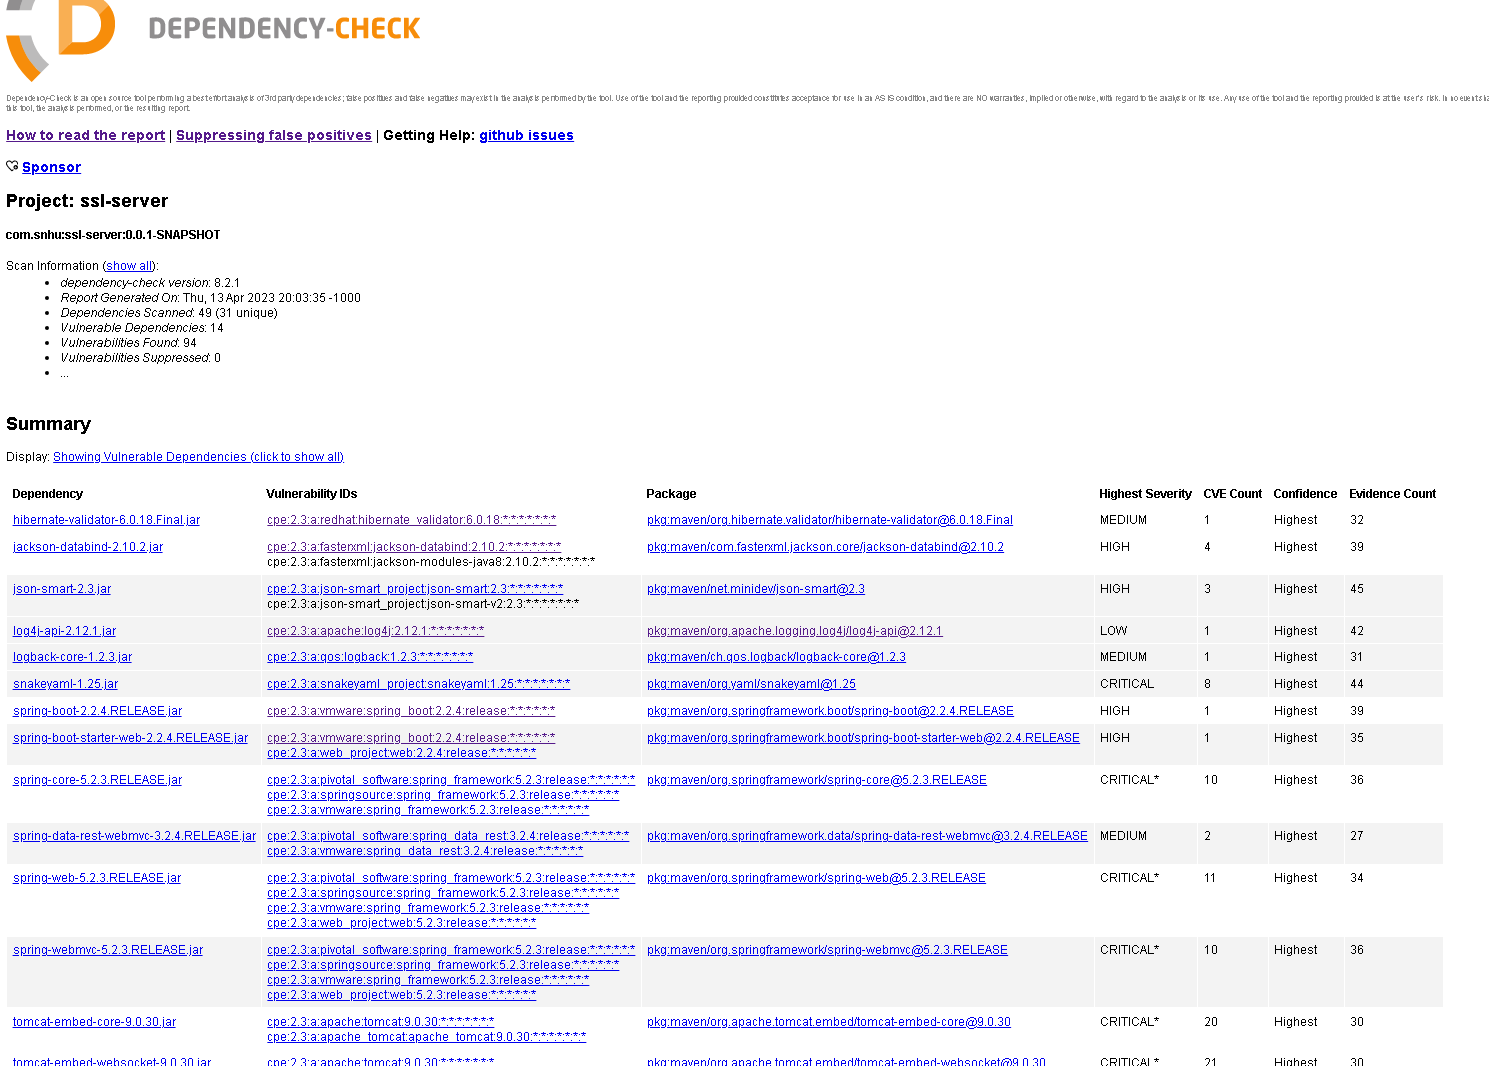 DEPENDENCY-CHECK
Dependency-Check is an open source tool performing a best effort analysis of 3rd party dependencies; false positives and false negatives may exist in the analysis performed by the tool. Use of the tool and the reporting provided constitutes acceptance for use in an AS IS condition, and there are NO warranties, implied or otherwise, with regard to the analysis or its use. Any use of the tool and the reporting provided is at the user's risk. In no event sha
this tool, the analysis performed, or the resulting report.
How to read the report | Suppressing false positives | Getting Help: github issues
Sponsor
Project: ssl-server
com.snhu:ssl-server:0.0.1-SNAPSHOT
Scan Information (show all):
• dependency-check version: 8.2.1
• Report Generated On: Thu, 13 Apr 2023 20:03:35 -1000
• Dependencies Scanned: 49 (31 unique)
• Vulnerable Dependencies: 14
• Vulnerabilities Found: 94
• Vulnerabilities Suppressed: 0
• ...
Summary
Display: Showing Vulnerable Dependencies (click to show all)
Dependency Vulnerability IDs Package Highest Severity CVE Count Confidence Evidence Count
hibernate-validator-6.0.18.Final.jar cpe:2.3:a:redhat:hibernate_validator:6.0.18:*:*:*:*:*:*:* pkg:maven/org.hibernate.validator/hibernate-validator@6.0.18.Final MEDIUM 1 Highest 32
jackson-databind-2.10.2.jar cpe:2.3:a:fasterxml:jackson-databind:2.10.2:*:*:*:*:*:*:* pkg:maven/com.fasterxml.jackson.core/jackson-databind@2.10.2 HIGH 4 Highest 39
cpe:2.3:a:fasterxml:jackson-modules-java8:2.10.2:*:*:*:*:*:*:*
json-smart-2.3.jar cpe:2.3:a:json-smart_project:json-smart:2.3:*:*:*:*:*:*:* pkg:maven/net.minidev/json-smart@2.3 HIGH 3 Highest 45
cpe:2.3:a:json-smart_project:json-smart-v2:2.3:*:*:*:*:*:*:*
log4j-api-2.12.1.jar cpe:2.3:a:apache:log4j:2.12.1:*:*:*:*:*:*:* pkg:maven/org.apache.logging.log4j/log4j-api@2.12.1 LOW 1 Highest 42
logback-core-1.2.3.jar cpe:2.3:a:qos:logback:1.2.3:*:*:*:*:*:*:* pkg:maven/ch.qos.logback/logback-core@1.2.3 MEDIUM 1 Highest 31
snakeyaml-1.25.jar cpe:2.3:a:snakeyaml_project:snakeyaml:1.25:*:*:*:*:*:*:* pkg:maven/org.yaml/snakeyaml@1.25 CRITICAL 8 Highest 44
spring-boot-2.2.4.RELEASE.jar cpe:2.3:a:vmware:spring_boot:2.2.4:release:*:*:*:*:*:* pkg:maven/org.springframework.boot/spring-boot@2.2.4.RELEASE HIGH 1 Highest 39
spring-boot-starter-web-2.2.4.RELEASE.jar cpe:2.3:a:vmware:spring_boot:2.2.4:release:*:*:*:*:*:* pkg:maven/org.springframework.boot/spring-boot-starter-web@2.2.4.RELEASE HIGH 1 Highest 35
cpe:2.3:a:web_project:web:2.2.4:release:*:*:*:*:*:*
spring-core-5.2.3.RELEASE.jar cpe:2.3:a:pivotal_software:spring_framework:5.2.3:release:*:*:*:*:*:* pkg:maven/org.springframework/spring-core@5.2.3.RELEASE CRITICAL* 10 Highest 36
cpe:2.3:a:springsource:spring_framework:5.2.3:release:*:*:*:*:*:*
cpe:2.3:a:vmware:spring_framework:5.2.3:release:*:*:*:*:*:*
spring-data-rest-webmvc-3.2.4.RELEASE.jar cpe:2.3:a:pivotal_software:spring_data_rest:3.2.4:release:*:*:*:*:*:* pkg:maven/org.springframework.data/spring-data-rest-webmvc@3.2.4.RELEASE MEDIUM 2 Highest 27
cpe:2.3:a:vmware:spring_data_rest:3.2.4:release:*:*:*:*:*:*
spring-web-5.2.3.RELEASE.jar cpe:2.3:a:pivotal_software:spring_framework:5.2.3:release:*:*:*:*:*:* pkg:maven/org.springframework/spring-web@5.2.3.RELEASE CRITICAL* 11 Highest 34
cpe:2.3:a:springsource:spring_framework:5.2.3:release:*:*:*:*:*:*
cpe:2.3:a:vmware:spring_framework:5.2.3:release:*:*:*:*:*:*
cpe:2.3:a:web_project:web:5.2.3:release:*:*:*:*:*:*
spring-webmvc-5.2.3.RELEASE.jar cpe:2.3:a:pivotal_software:spring_framework:5.2.3:release:*:*:*:*:*:* pkg:maven/org.springframework/spring-webmvc@5.2.3.RELEASE CRITICAL* 10 Highest 36
cpe:2.3:a:springsource:spring_framework:5.2.3:release:*:*:*:*:*:*
cpe:2.3:a:vmware:spring_framework:5.2.3:release:*:*:*:*:*:*
cpe:2.3:a:web_project:web:5.2.3:release:*:*:*:*:*:*
tomcat-embed-core-9.0.30.jar cpe:2.3:a:apache:tomcat:9.0.30:*:*:*:*:*:*:* pkg:maven/org.apache.tomcat.embed/tomcat-embed-core@9.0.30 CRITICAL* 20 Highest 30
cpe:2.3:a:apache_tomcat:apache_tomcat:9.0.30:*:*:*:*:*:*:*
tomcat-embed-websocket-9.0.30.jar cpe:2.3:a:apache:tomcat:9.0.30:*:*:*:*:*:*:* pkg:maven/org.apache.tomcat.embed/tomcat-embed-websocket@9.0.30 CRITICAL* 21 Highest 30